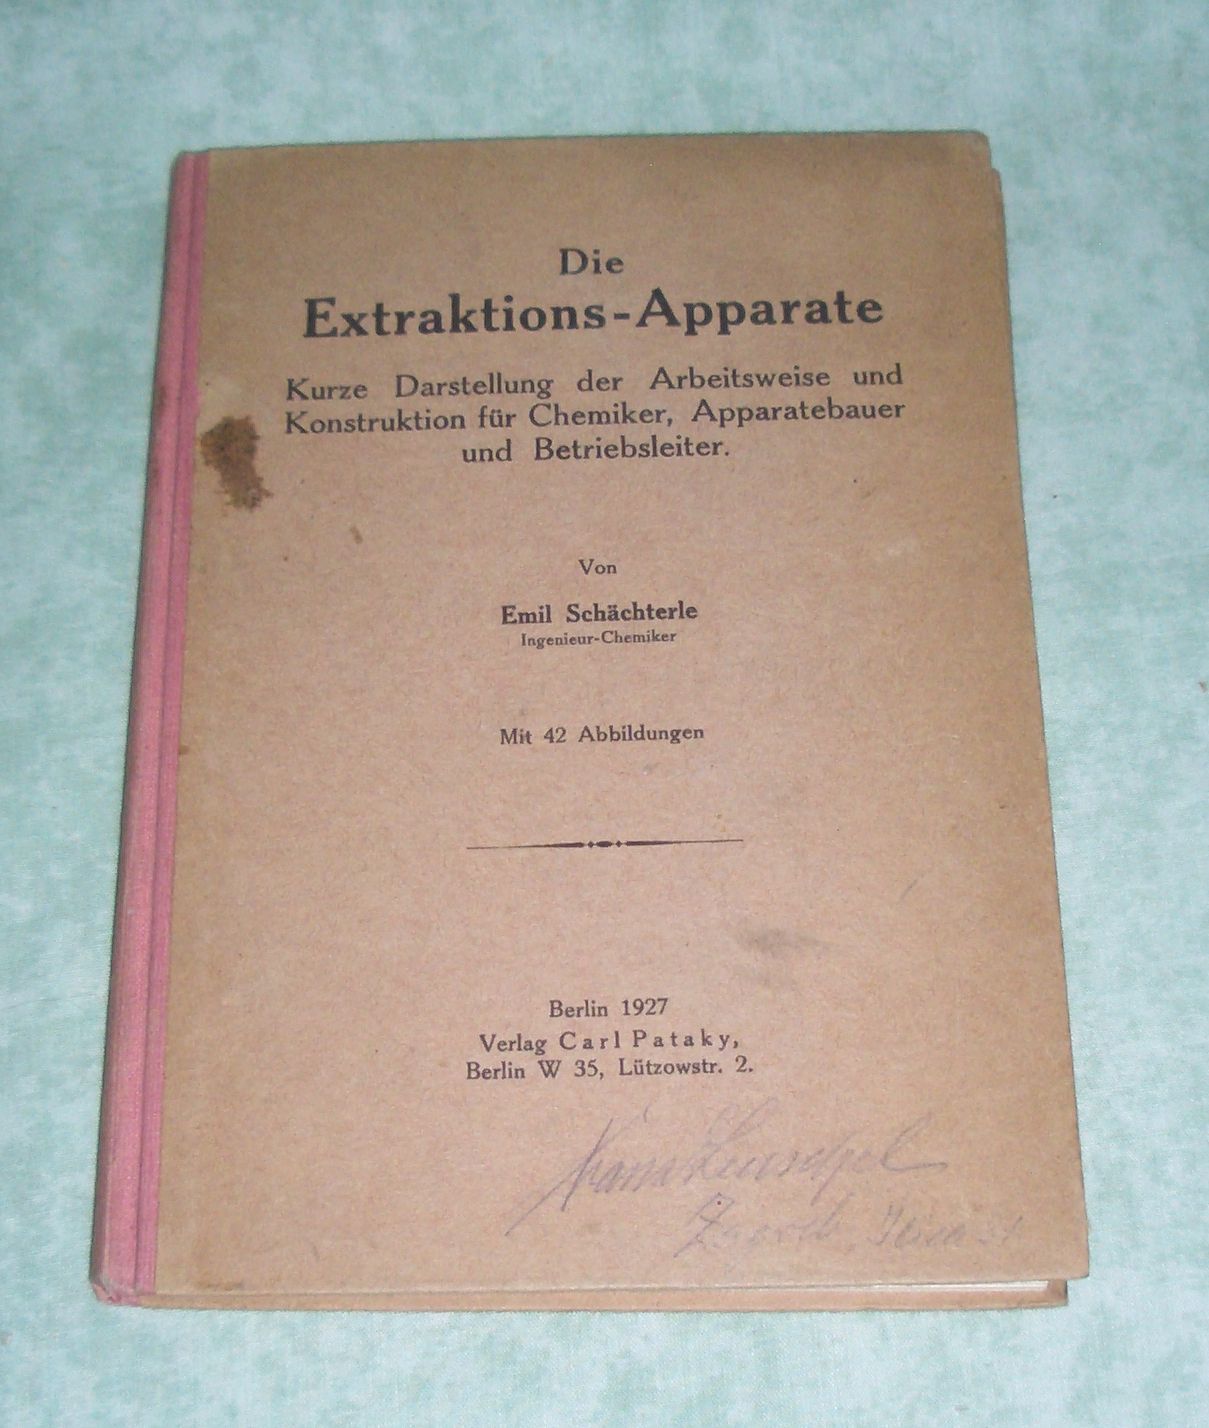 Die
Extraktions-Apparate
Kurze Darstellung der Arbeitsweise und
Konstruktion für Chemiker, Apparatebauer
und Betriebsleiter.
Von
Emil Schächterle
Ingenieur-Chemiker
Mit 42 Abbildungen
Berlin 1927
Verlag Carl Pataky,
Berlin W 35, Lützowstr. 2.